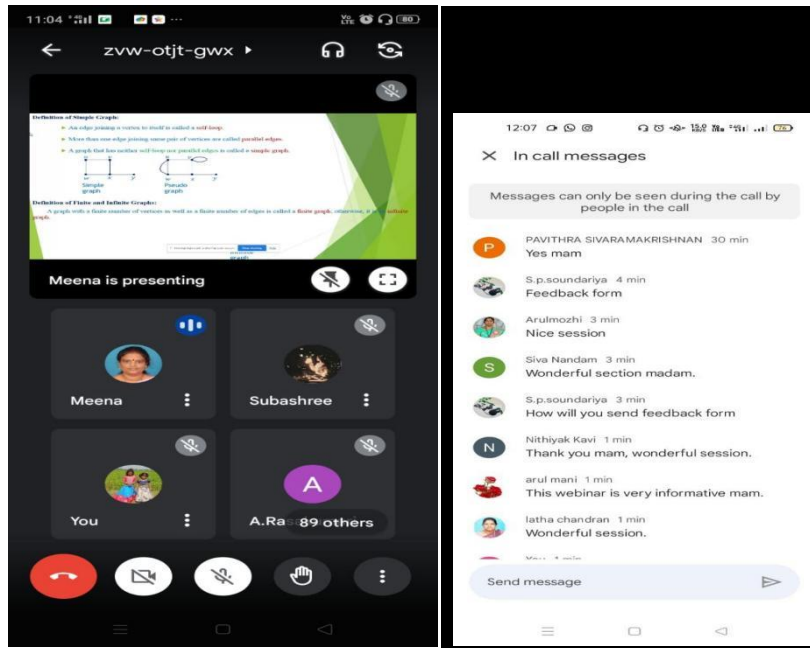 11:04
zvw-otjt-gwx
Definition of Simple Graph:
An edge joining a vertex to itself is called a self-loop.
More than one edge joining same pair of vertices are called parallel edges.
A graph that has neither self-loop nor parallel edges is called a simple graph.
Simple
graph
Pseudo
graph
Definition of Finite and Infinite Graphs:
A graph with a finite number of vertices as well as a finite number of edges is called a finite graph, otherwise, it is
graph
Meena is presenting
Meena
Subashree
You
A.Ras
89 others
12:07
In call messages
Messages can only be seen during the call by
people in the call
P
PAVITHRA SIVARAMAKRISHNAN 30 min
Yes mam
S.p.soundariya 4 min
Feedback form
Arulmozhi 3 min
Nice session
S
Siva Nandam 3 min
Wonderful section madam.
S.p.soundariya 3 min
How will you send feedback form
N
Nithiyak Kavi 1 min
Thank you mam, wonderful session.
arul mani 1 min
This webinar is very informative mam.
latha chandran 1 min
Wonderful session.
Send message